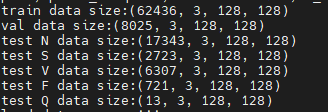 train data size:(62436, 3, 128, 128)
val data size:(8025, 3, 128, 128)
test N data size:(17343, 3, 128, 128)
test S data size:(2723, 3, 128, 128)
test V data size:(6307, 3, 128, 128)
test F data size:(721, 3, 128, 128)
test Q data size:(13, 3, 128, 128)